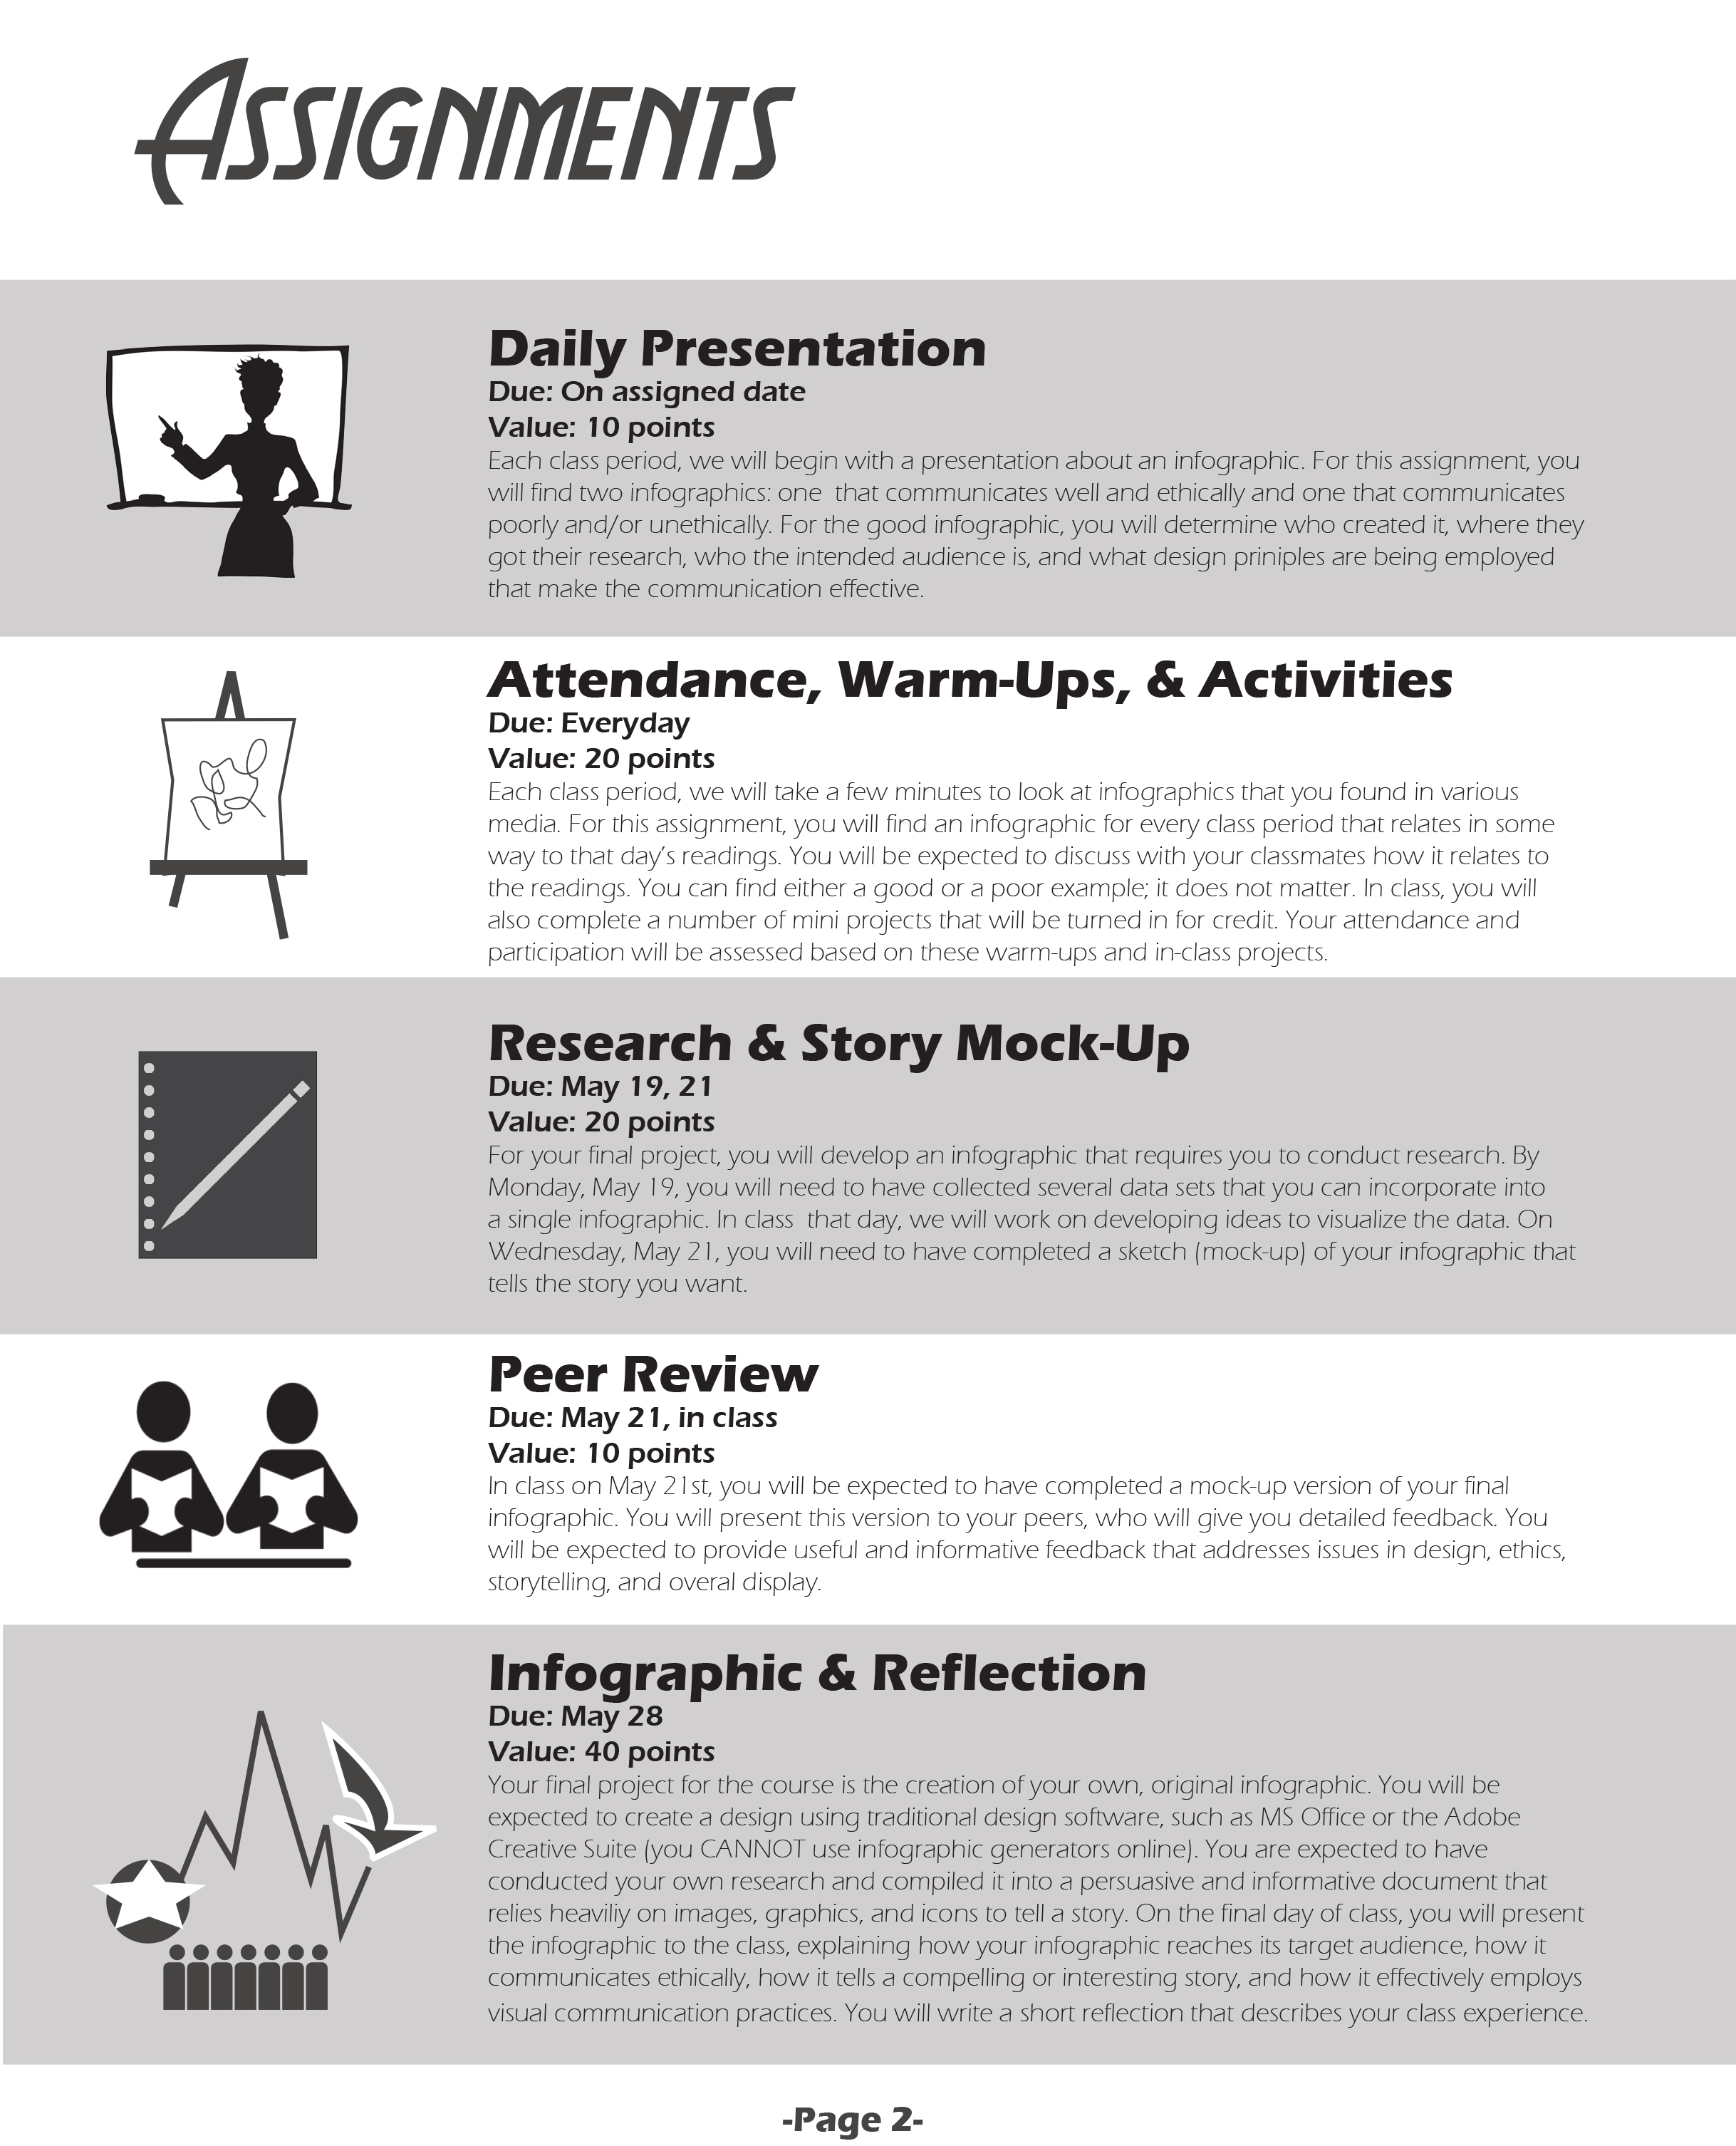 Assignments
Daily Presentation
Due: On assigned date
Value: 10 points
Each class period, we will begin with a presentation about an infographic. For this assignment, you
will find two infographics: one  that communicates well and ethically and one that communicates
poorly and/or unethically. For the good infographic, you will determine who created it, where they
got their research, who the intended audience is, and what design priniples are being employed
that make the communication effective.
Attendance, Warm-Ups, & Activities
Due: Everyday
Value: 20 points
Each class period, we will take a few minutes to look at infographics that you found in various
media. For this assignment, you will find an infographic for every class period that relates in some
way to that day’s readings. You will be expected to discuss with your classmates how it relates to
the readings. You can find either a good or a poor example; it does not matter. In class, you will
also complete a number of mini projects that will be turned in for credit. Your attendance and
participation will be assessed based on these warm-ups and in-class projects.
Research & Story Mock-Up
Due: May 19, 21
Value: 20 points
For your final project, you will develop an infographic that requires you to conduct research. By
Monday, May 19, you will need to have collected several data sets that you can incorporate into
a single infographic. In class  that day, we will work on developing ideas to visualize the data. On
Wednesday, May 21, you will need to have completed a sketch (mock-up) of your infographic that
tells the story you want.
Peer Review
Due: May 21, in class
Value: 10 points
In class on May 21st, you will be expected to have completed a mock-up version of your final
infographic. You will present this version to your peers, who will give you detailed feedback. You
will be expected to provide useful and informative feedback that addresses issues in design, ethics,
storytelling, and overal display.
Infographic & Reflection
Due: May 28
Value: 40 points
Your final project for the course is the creation of your own, original infographic. You will be
expected to create a design using traditional design software, such as MS Office or the Adobe
Creative Suite (you CANNOT use infographic generators online). You are expected to have
conducted your own research and compiled it into a persuasive and informative document that
relies heaviliy on images, graphics, and icons to tell a story. On the final day of class, you will present
the infographic to the class, explaining how your infographic reaches its target audience, how it
communicates ethically, how it tells a compelling or interesting story, and how it effectively employs
visual communication practices. You will write a short reflection that describes your class experience.
-Page 2-